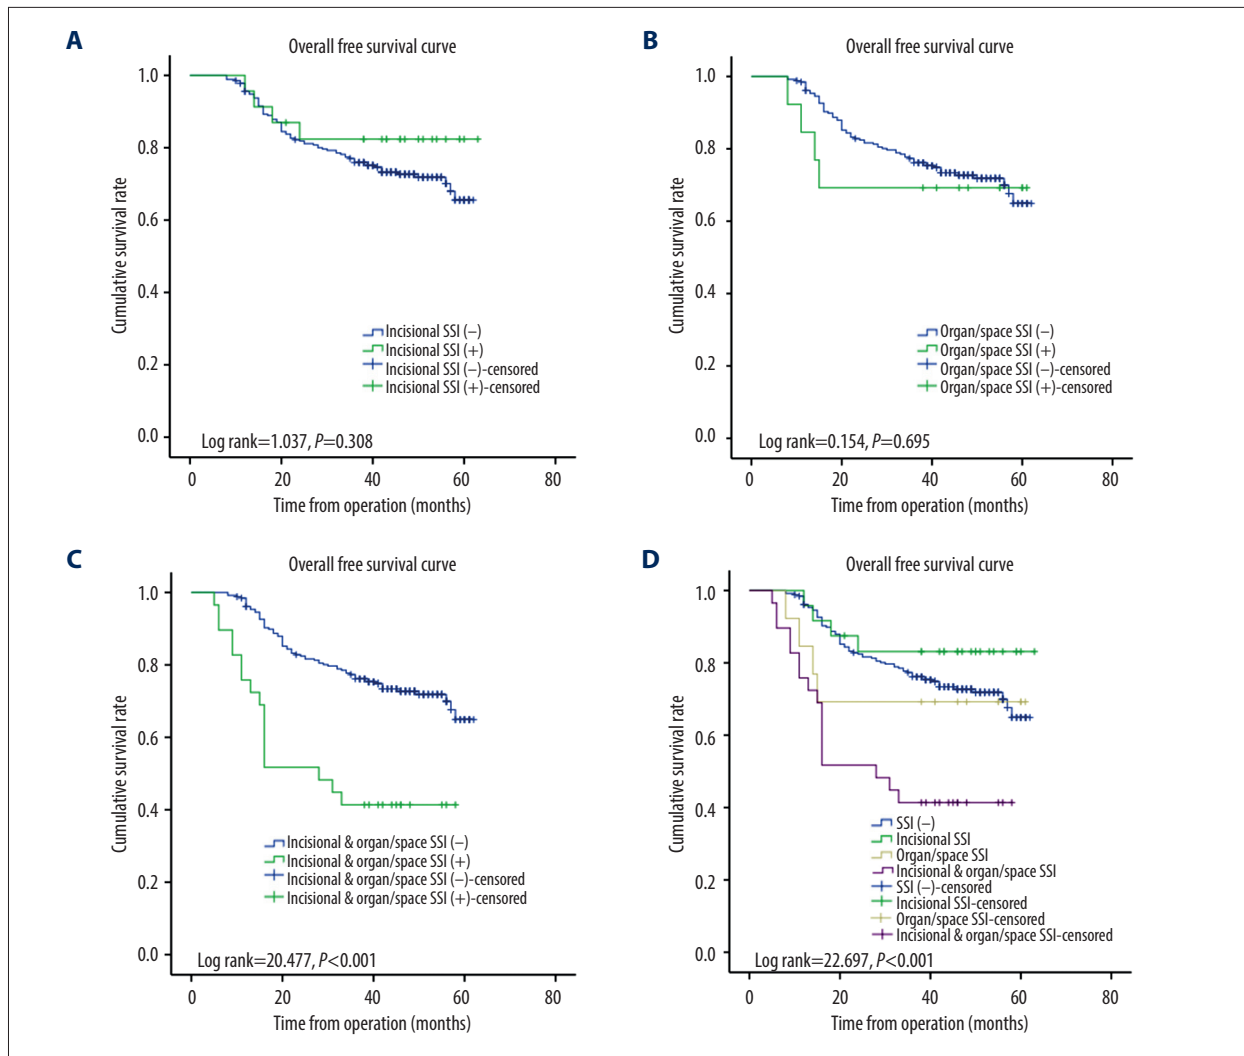 A
Overall free survival curve
1.0
0.8
0.6
0.4
0.2
0.0
Cumulative survival rate
Incisional SSI (−)
Incisional SSI (+)
Incisional SSI (−)-censored
Incisional SSI (+)-censored
Log rank=1.037, P=0.308
0 20 40 60 80
Time from operation (months)
B
Overall free survival curve
1.0
0.8
0.6
0.4
0.2
0.0
Cumulative survival rate
Organ/space SSI (−)
Organ/space SSI (+)
Organ/space SSI (−)-censored
Organ/space SSI (+)-censored
Log rank=0.154, P=0.695
0 20 40 60 80
Time from operation (months)
C
Overall free survival curve
1.0
0.8
0.6
0.4
0.2
0.0
Cumulative survival rate
Incisional & organ/space SSI (−)
Incisional & organ/space SSI (+)
Incisional & organ/space SSI (−)-censored
Incisional & organ/space SSI (+)-censored
Log rank=20.477, P<0.001
0 20 40 60 80
Time from operation (months)
D
Overall free survival curve
1.0
0.8
0.6
0.4
0.2
0.0
Cumulative survival rate
SSI (−)
Incisional SSI
Organ/space SSI
Incisional & organ/space SSI
SSI (−)-censored
Incisional SSI-censored
Organ/space SSI-censored
Incisional & organ/space SSI-censored
Log rank=22.697, P<0.001
0 20 40 60 80
Time from operation (months)